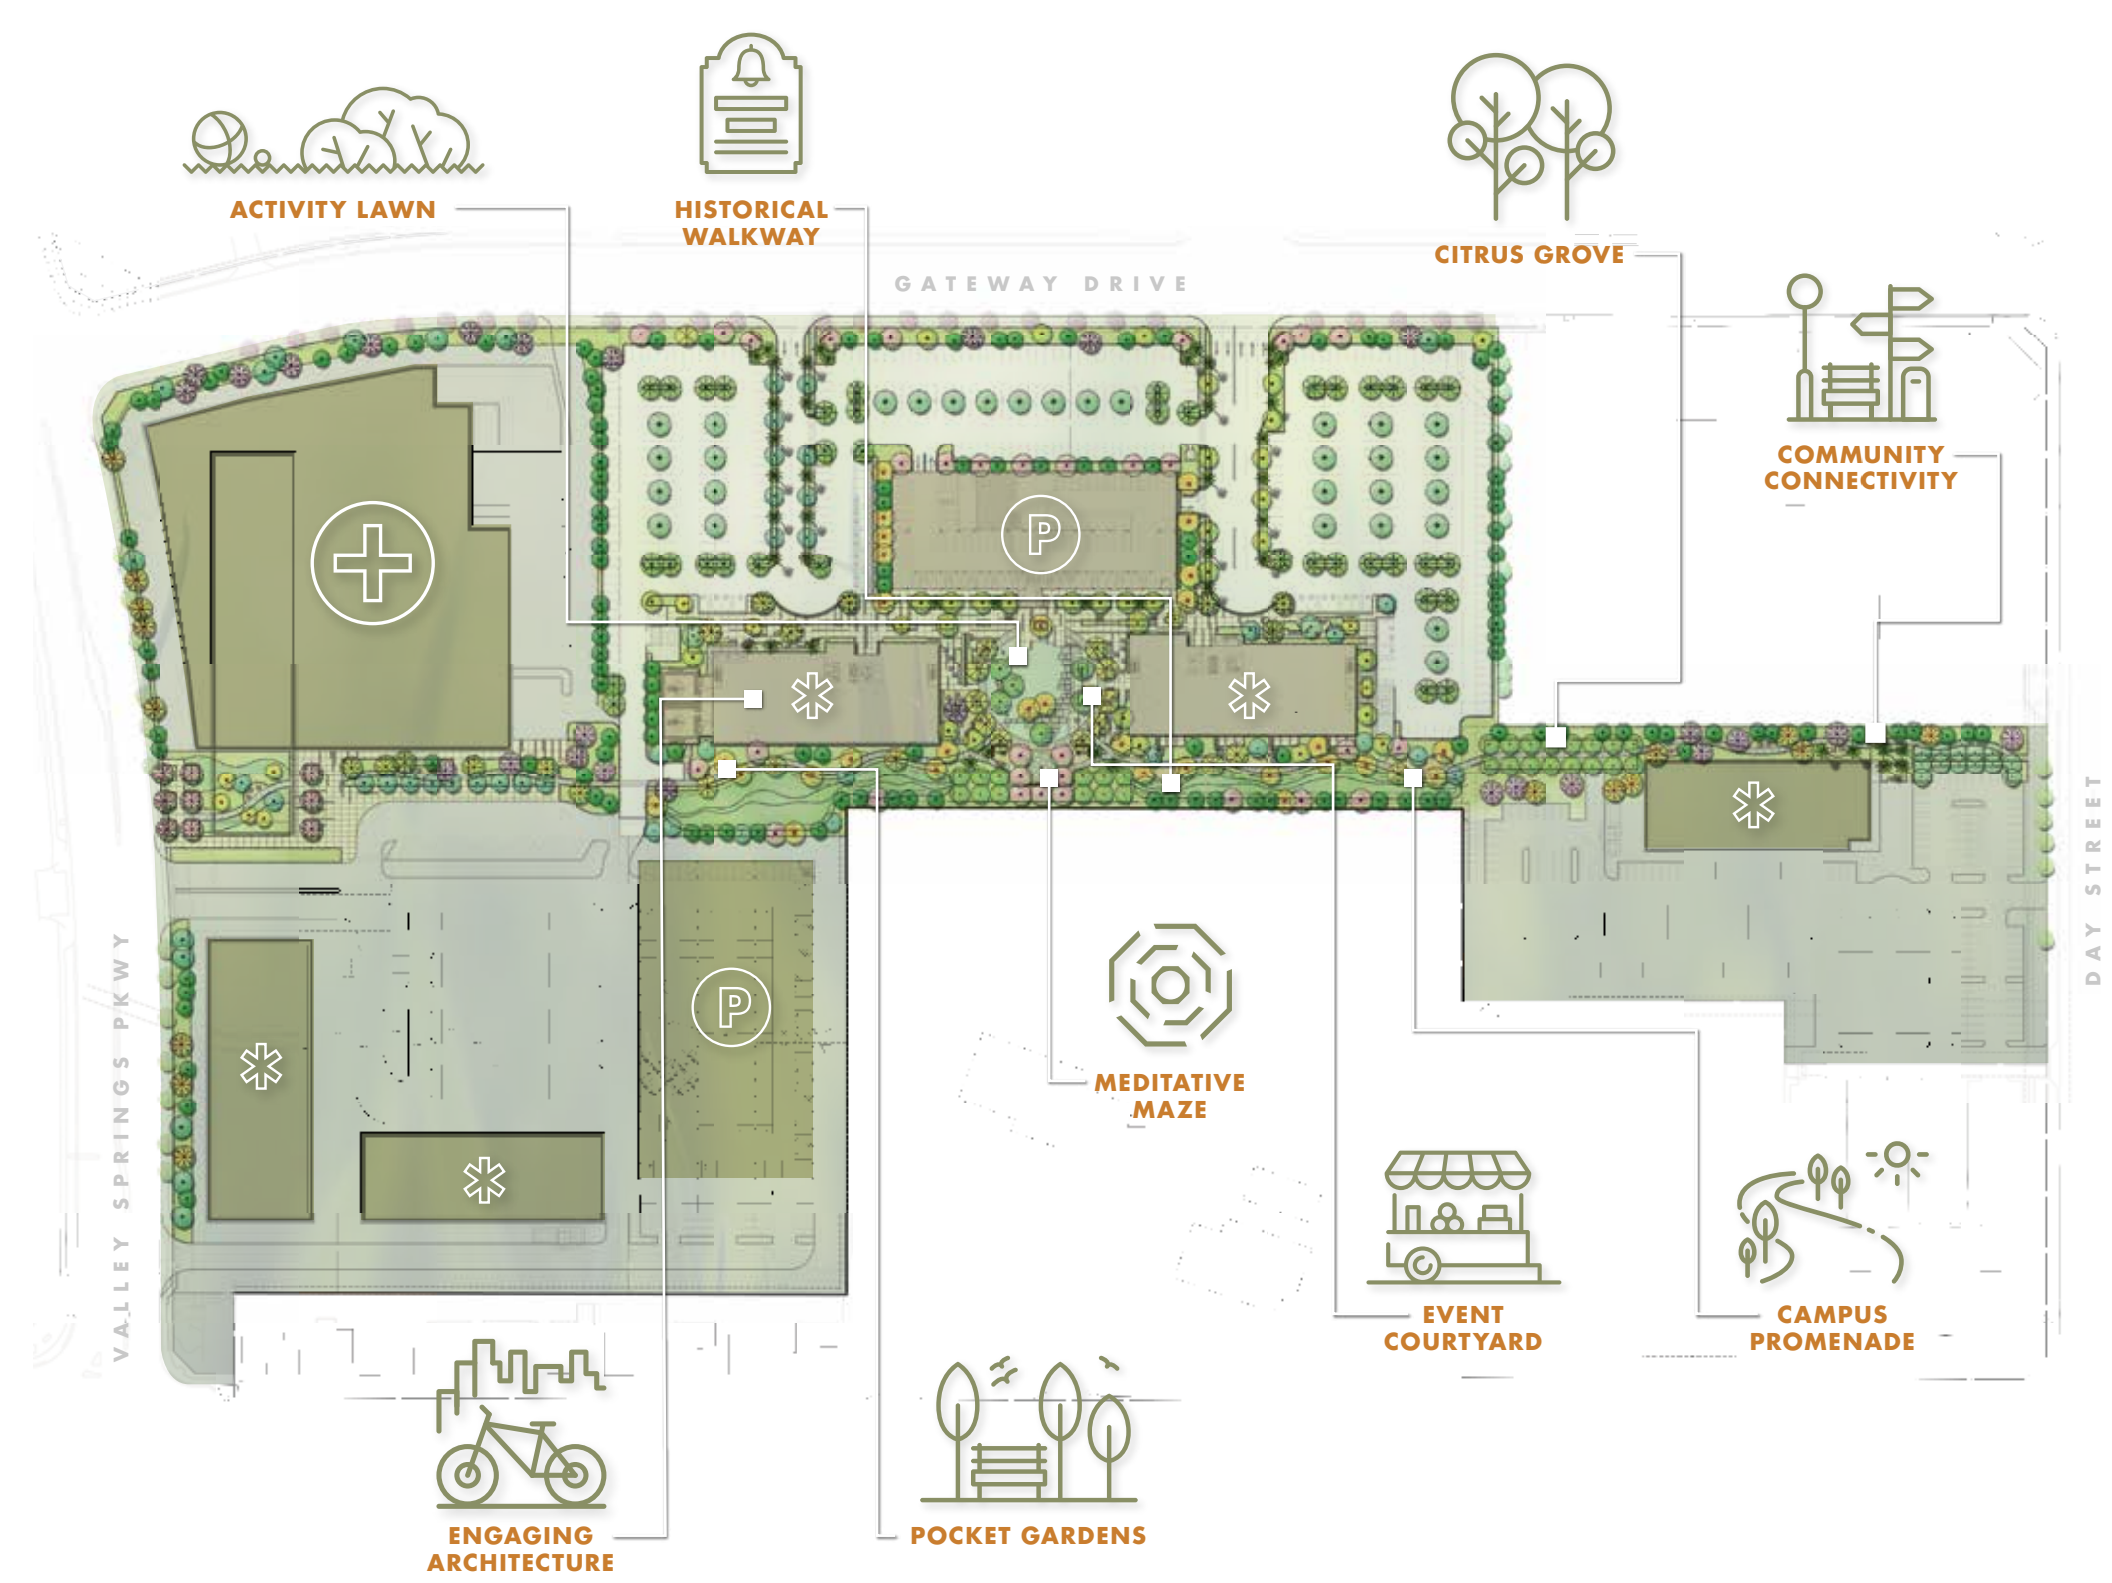 ACTIVITY LAWN
HISTORICAL
WALKWAY
CITRUS GROVE
GATEWAY DRIVE
COMMUNITY
CONNECTIVITY
P
P
VALLEY SPRINGS PKWY
DAY STREET
MEDITATIVE
MAZE
EVENT
COURTYARD
CAMPUS
PROMENADE
ENGAGING
ARCHITECTURE
POCKET GARDENS